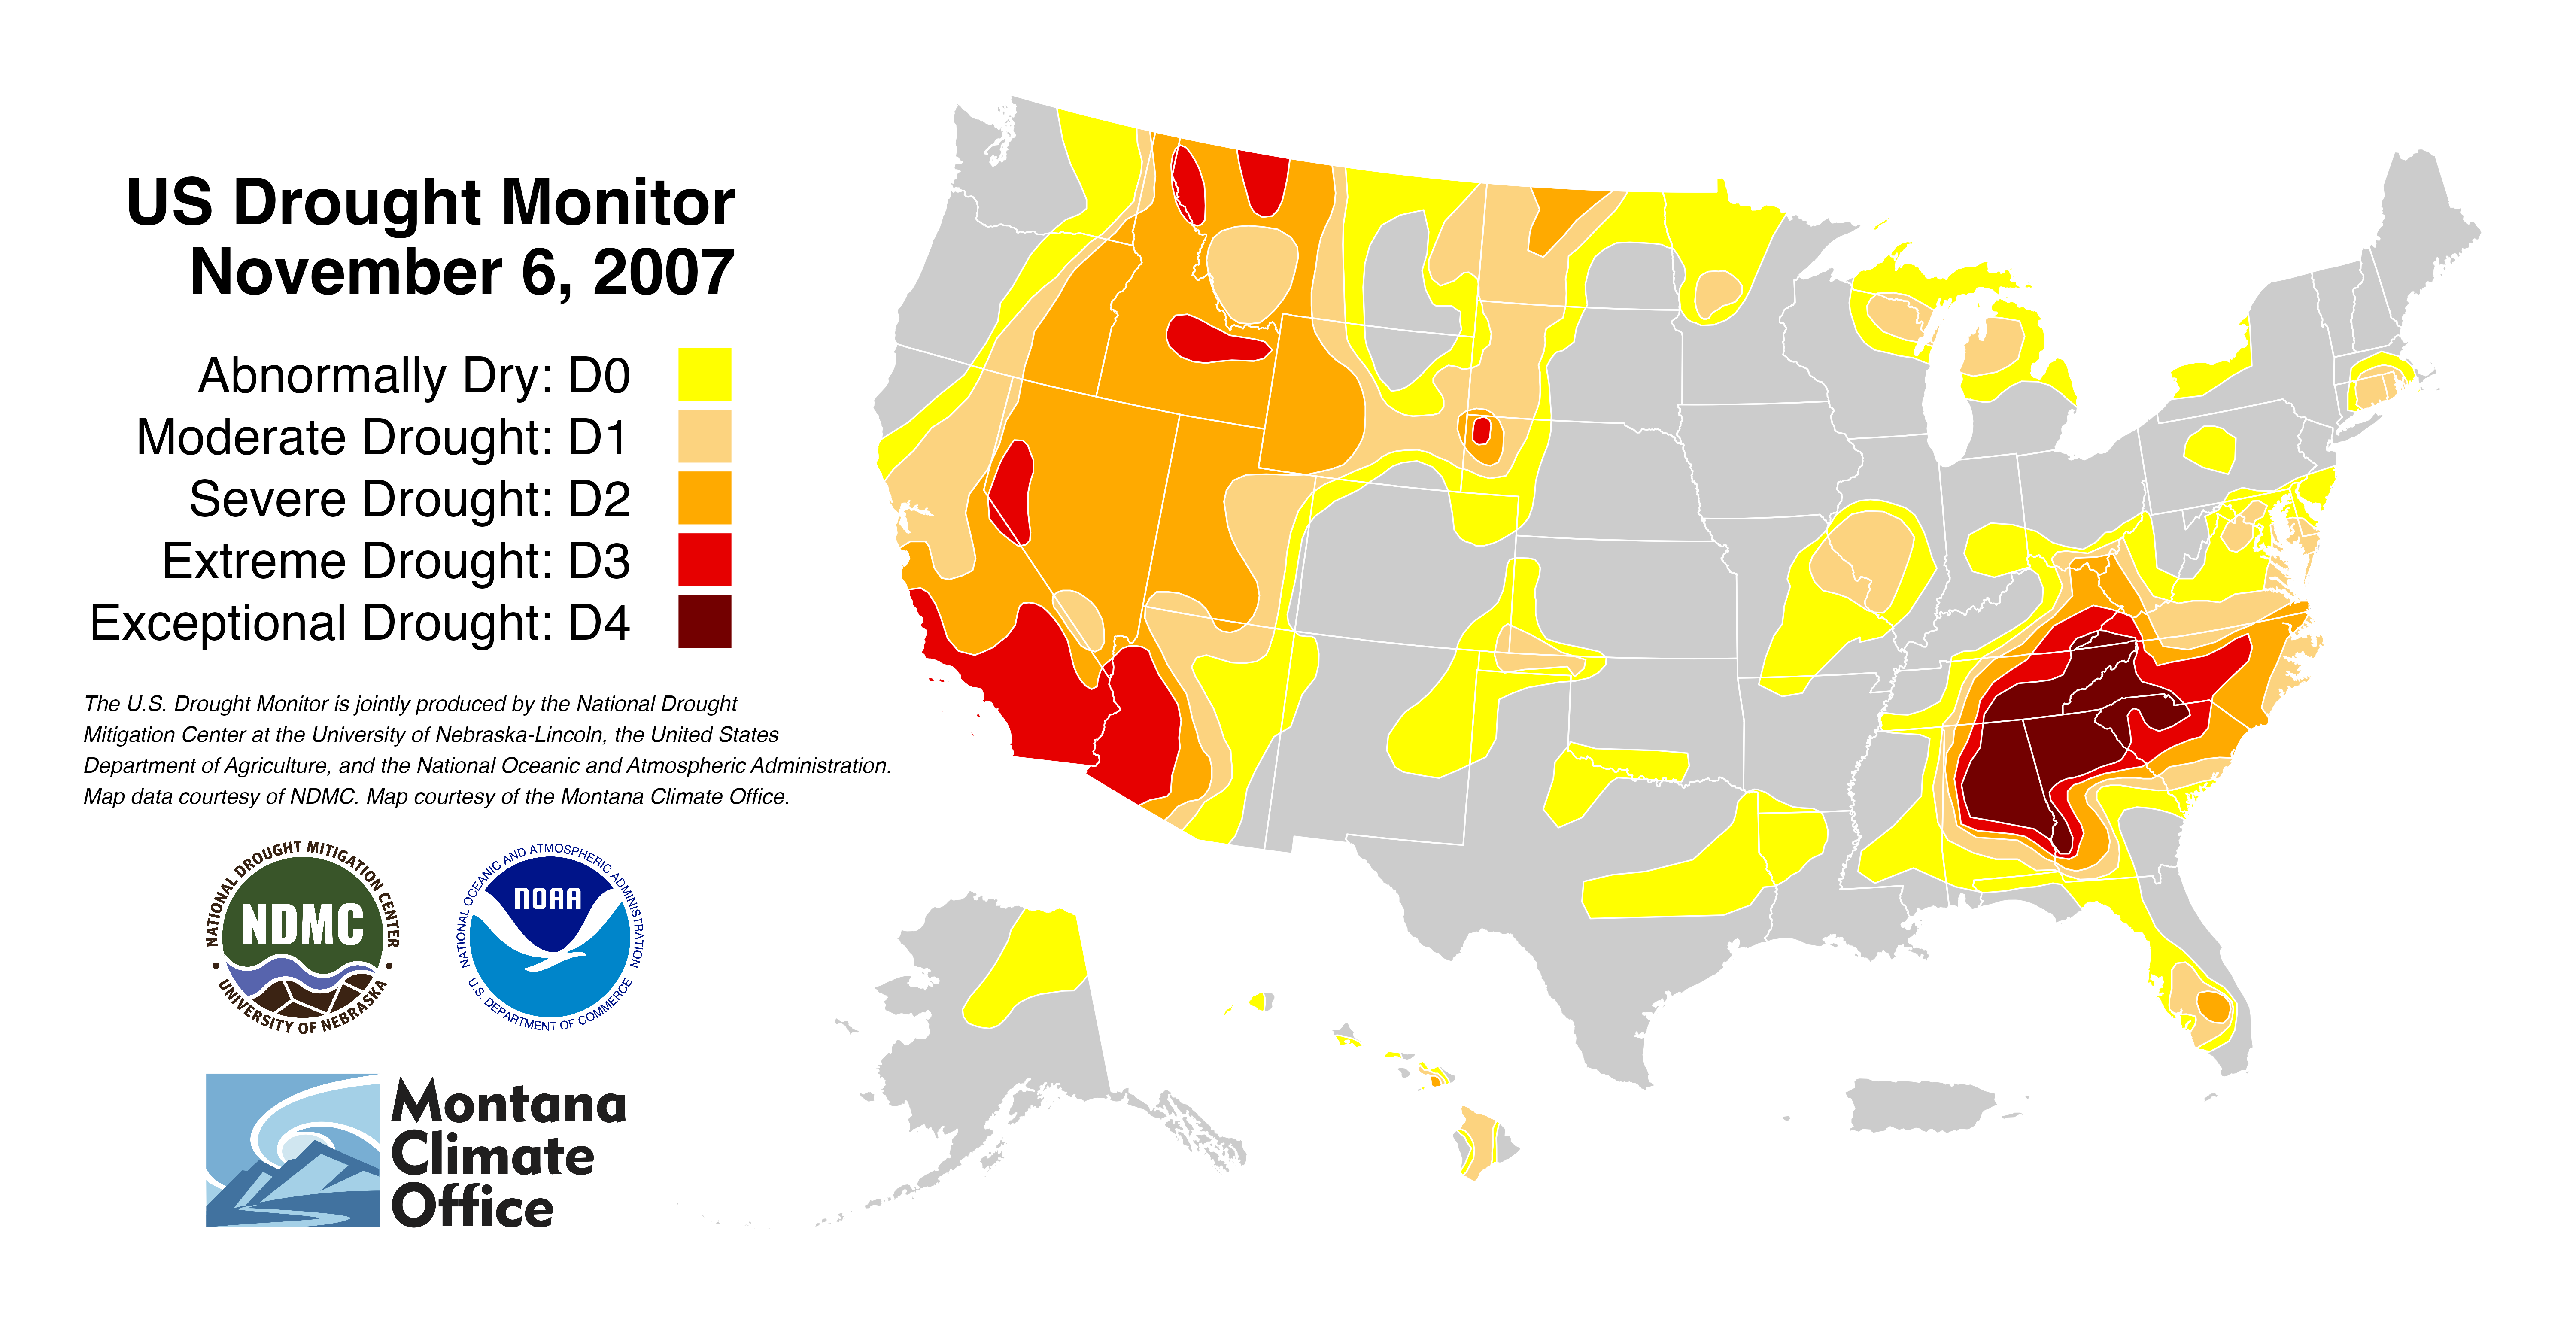 US Drought Monitor
November 6, 2007
Abnormally Dry: D0
Moderate Drought: D1
Severe Drought: D2
Extreme Drought: D3
Exceptional Drought: D4
The U.S. Drought Monitor is jointly produced by the National Drought
Mitigation Center at the University of Nebraska-Lincoln, the United States
Department of Agriculture, and the National Oceanic and Atmospheric Administration.
Map data courtesy of NDMC. Map courtesy of the Montana Climate Office.
NATIONAL DROUGHT MITIGATION CENTER
NDMC
• UNIVERSITY OF NEBRASKA •
NATIONAL OCEANIC AND ATMOSPHERIC ADMINISTRATION
NOAA
U.S. DEPARTMENT OF COMMERCE
Montana
Climate
Office